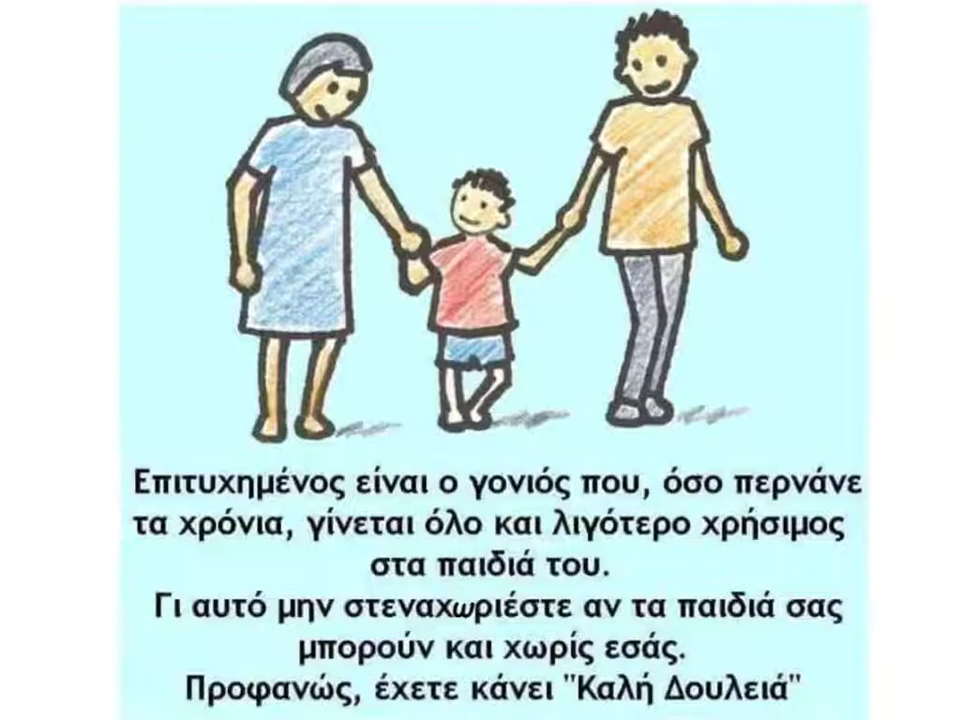 Επιτυχημένος είναι ο γονιός που, όσο περνάνε
τα χρόνια, γίνεται όλο και λιγότερο χρήσιμος
στα παιδιά του.
Γι αυτό μην στεναχωριέστε αν τα παιδιά σας
μπορούν και χωρίς εσάς.
Προφανώς, έχετε κάνει "Καλή Δουλειά"